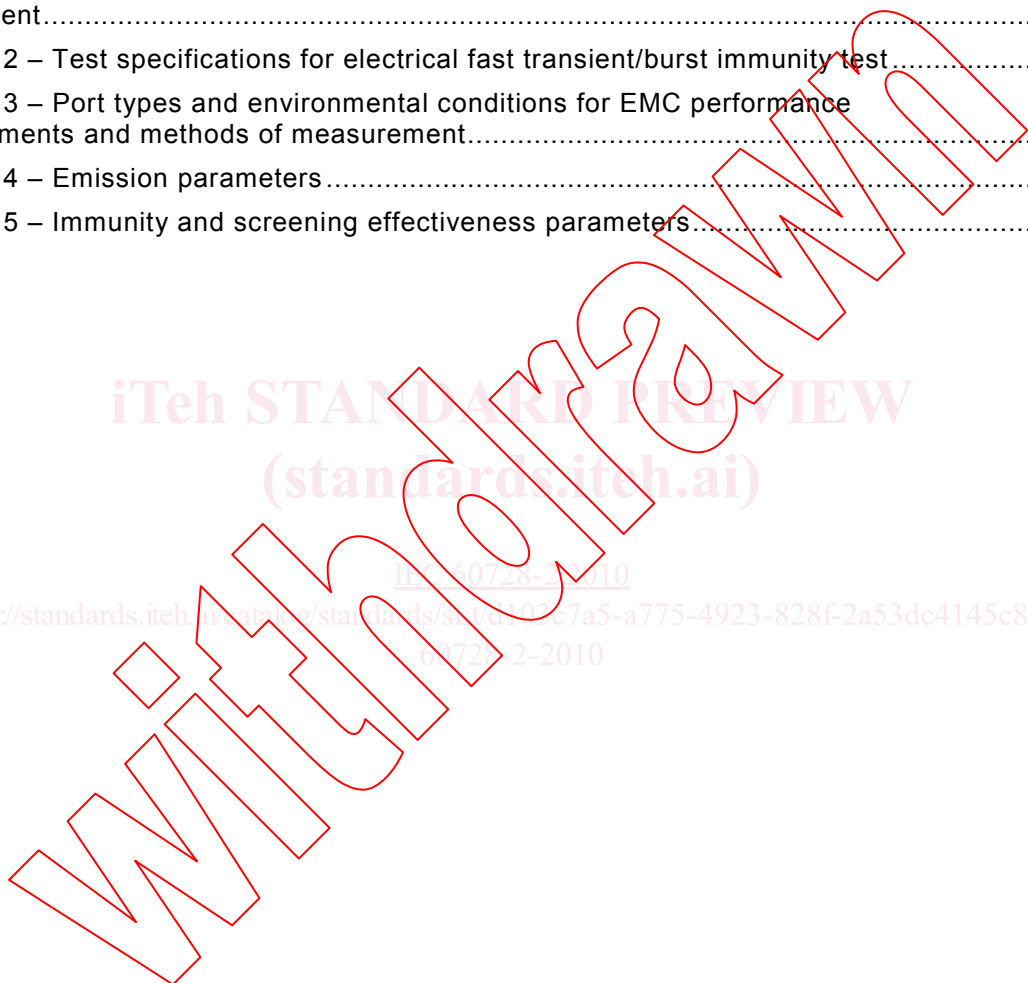 ent
2 – Test specifications for electrical fast transient/burst immunity test
3 – Port types and environmental conditions for EMC performance
ments and methods of measurement
4 – Emission parameters
5 – Immunity and screening effectiveness parameters
iTeh STANDARD PREVIEW
(standards.iteh.ai)
IEC 60728-2:2010
://standards.iteh.ai/catalog/standards/sist/d103c7a5-a775-4923-828f-2a53dc4145c8
60728-2-2010
withdrawn